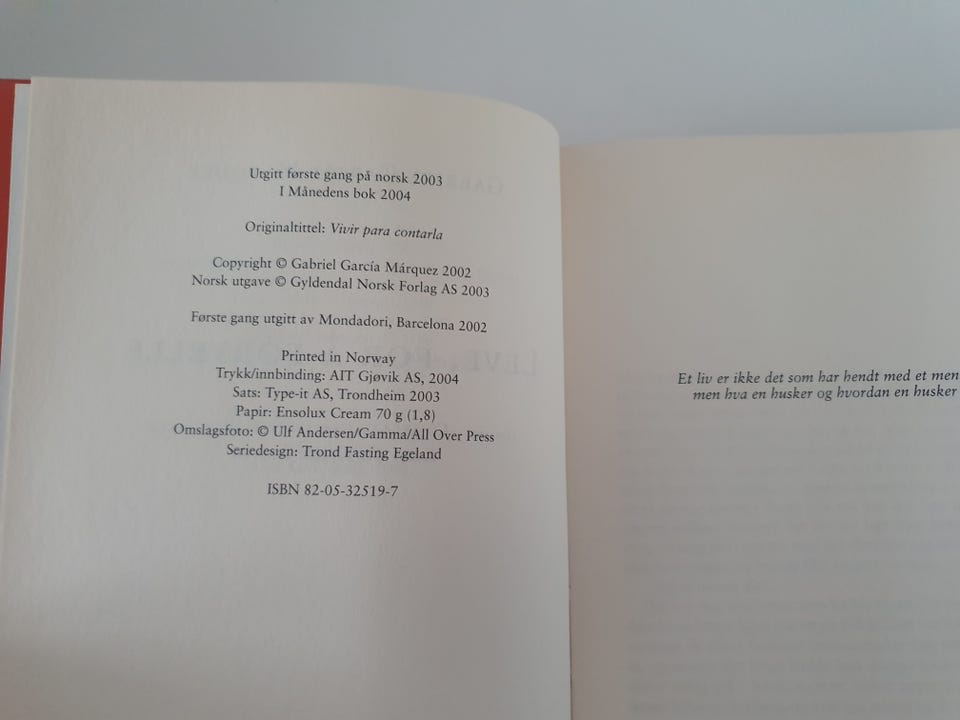 Utgitt første gang på norsk 2003
I Månedens bok 2004
Originaltittel: Vivir para contarla
Copyright © Gabriel García Márquez 2002
Norsk utgave © Gyldendal Norsk Forlag AS 2003
Første gang utgitt av Mondadori, Barcelona 2002
Printed in Norway
Trykk/innbinding: AIT Gjøvik AS, 2004
Sats: Type-it AS, Trondheim 2003
Papir: Ensolux Cream 70 g (1,8)
Omslagsfoto: © Ulf Andersen/Gamma/All Over Press
Seriedesign: Trond Fasting Egeland
ISBN 82-05-32519-7
Et liv er ikke det som har hendt med et men
men hva en husker og hvordan en husker